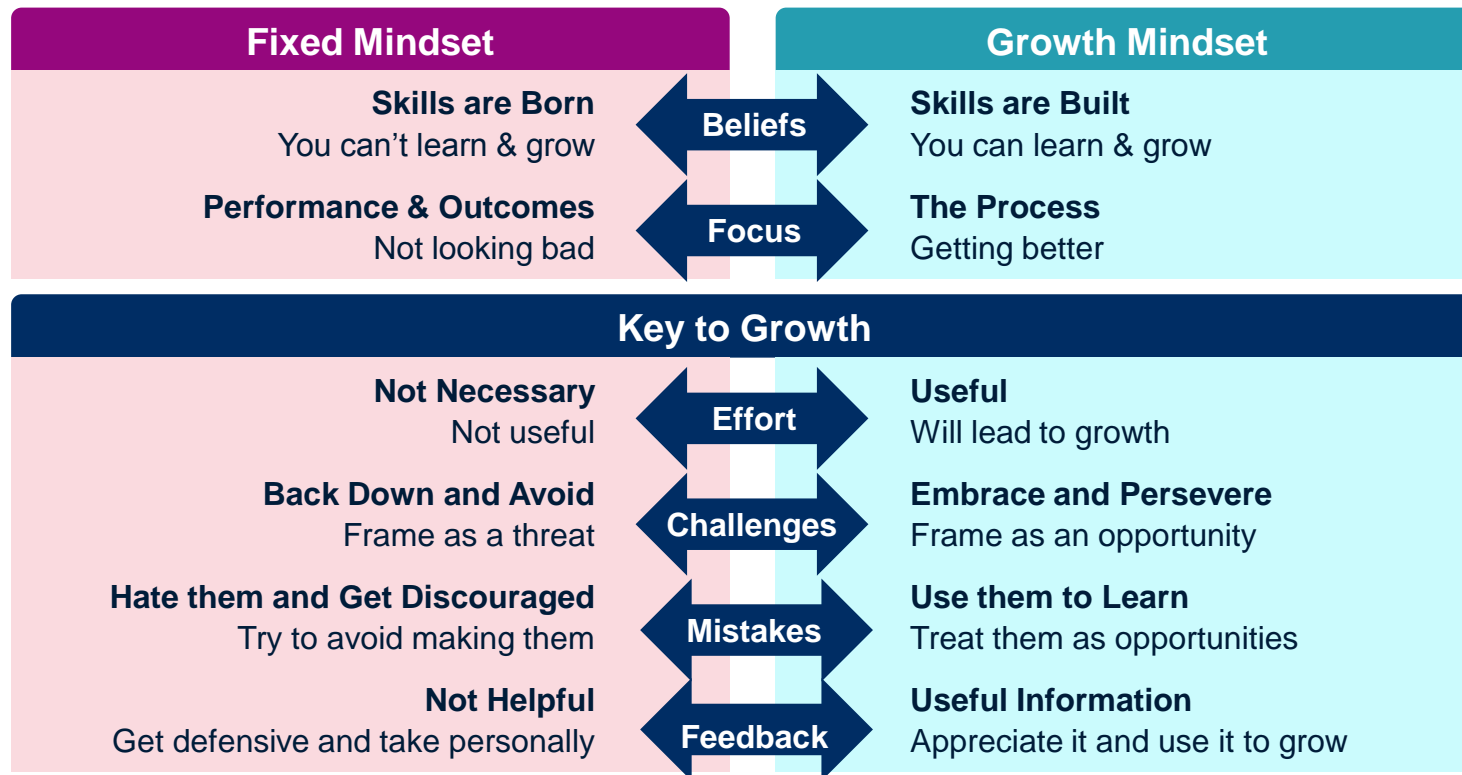 Fixed Mindset
Growth Mindset
Skills are Born
You can’t learn & grow
Beliefs
Skills are Built
You can learn & grow
Performance & Outcomes
Not looking bad
Focus
The Process
Getting better
Key to Growth
Not Necessary
Not useful
Effort
Useful
Will lead to growth
Back Down and Avoid
Frame as a threat
Challenges
Embrace and Persevere
Frame as an opportunity
Hate them and Get Discouraged
Try to avoid making them
Mistakes
Use them to Learn
Treat them as opportunities
Not Helpful
Get defensive and take personally
Feedback
Useful Information
Appreciate it and use it to grow